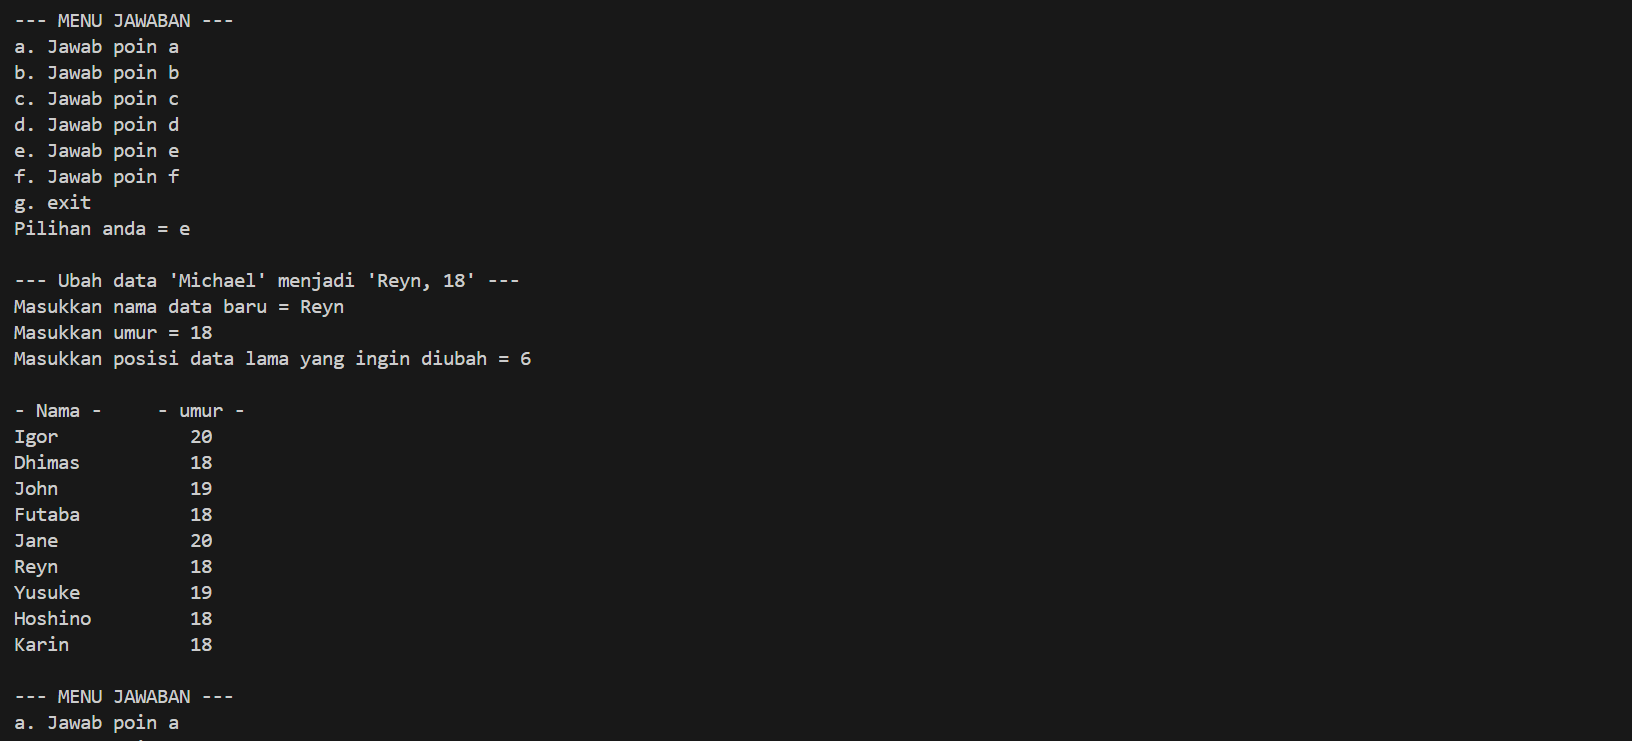 --- MENU JAWABAN ---
a. Jawab poin a
b. Jawab poin b
c. Jawab poin c
d. Jawab poin d
e. Jawab poin e
f. Jawab poin f
g. exit
Pilihan anda = e

--- Ubah data 'Michael' menjadi 'Reyn, 18' ---
Masukkan nama data baru = Reyn
Masukkan umur = 18
Masukkan posisi data lama yang ingin diubah = 6

- Nama -     - umur -
Igor            20
Dhimas          18
John            19
Futaba          18
Jane            20
Reyn            18
Yusuke          19
Hoshino         18
Karin           18

--- MENU JAWABAN ---
a. Jawab poin a